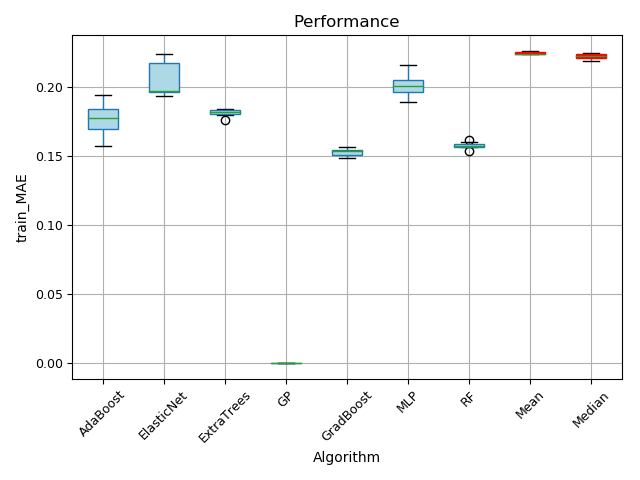 Performance
train_MAE
0.20
0.15
0.10
0.05
0.00
AdaBoost
ElasticNet
ExtraTrees
GP
GradBoost
MLP
RF
Mean
Median
Algorithm